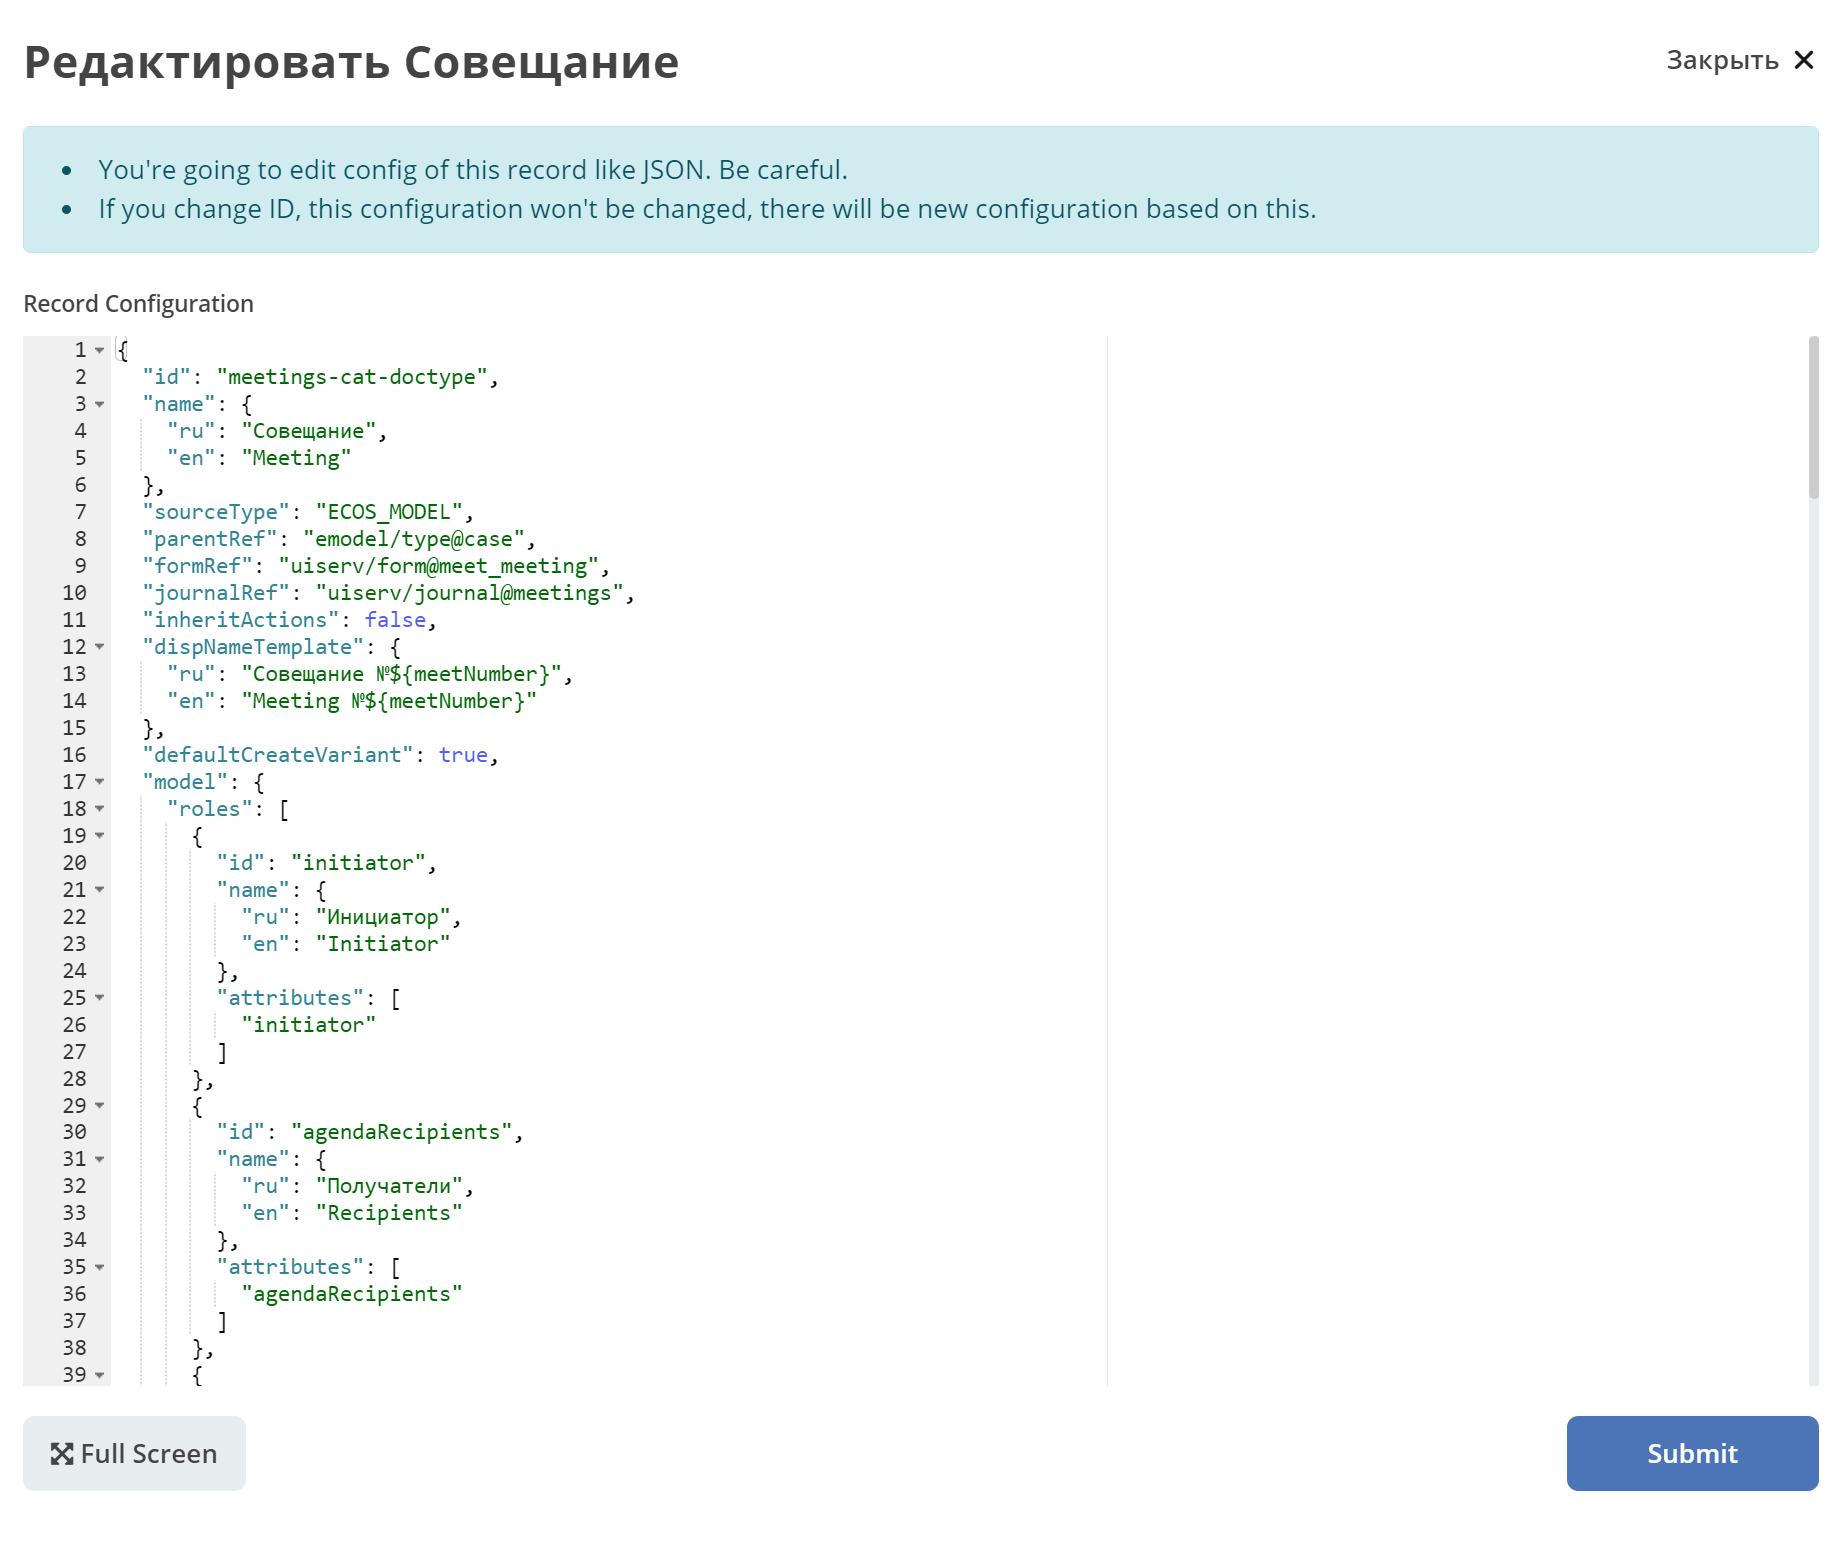 Редактировать Совещание
Закрыть
You're going to edit config of this record like JSON. Be careful.
If you change ID, this configuration won't be changed, there will be new configuration based on this.
Record Configuration
1 {
2 "id": "meetings-cat-doctype",
3 "name": {
4 "ru": "Совещание",
5 "en": "Meeting"
6 },
7 "sourceType": "ECOS_MODEL",
8 "parentRef": "emodel/type@case",
9 "formRef": "uiserv/form@meet_meeting",
10 "journalRef": "uiserv/journal@meetings",
11 "inheritActions": false,
12 "dispNameTemplate": {
13 "ru": "Совещание №${meetNumber}",
14 "en": "Meeting №${meetNumber}"
15 },
16 "defaultCreateVariant": true,
17 "model": {
18 "roles": [
19 {
20 "id": "initiator",
21 "name": {
22 "ru": "Инициатор",
23 "en": "Initiator"
24 },
25 "attributes": [
26 "initiator"
27 ]
28 },
29 {
30 "id": "agendaRecipients",
31 "name": {
32 "ru": "Получатели",
33 "en": "Recipients"
34 },
35 "attributes": [
36 "agendaRecipients"
37 ]
38 },
39 {
Full Screen
Submit